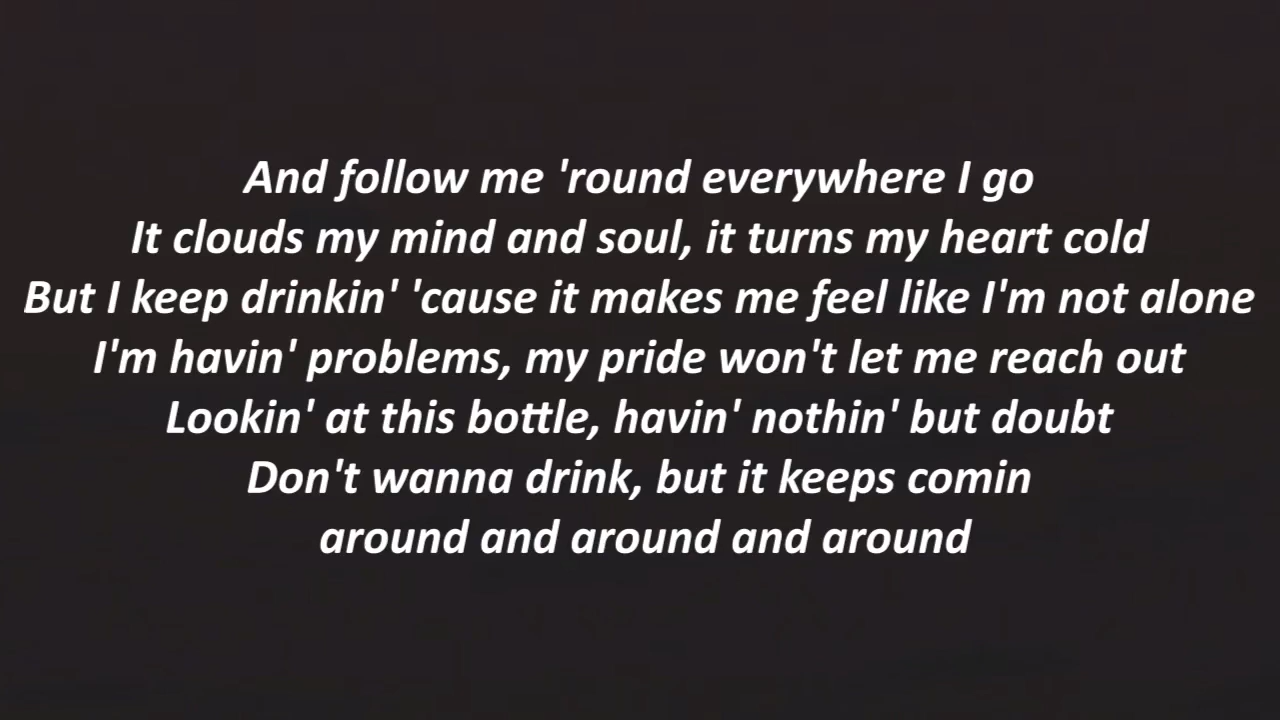 And follow me 'round everywhere I go
It clouds my mind and soul, it turns my heart cold
But I keep drinkin' 'cause it makes me feel like I'm not alone
I'm havin' problems, my pride won't let me reach out
Lookin' at this bottle, havin' nothin' but doubt
Don't wanna drink, but it keeps comin
around and around and around